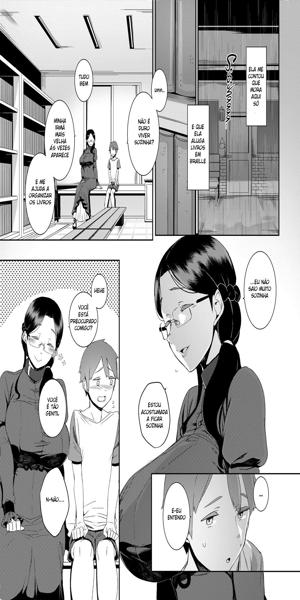 ELA ME
CONTOU
QUE
MORA
AQUI
SÓ
E QUE
ELA ALUGA
LIVROS
EM
BRAILLE
UMM...
NÃO É
DURO
VIVER
SOZINHA?
TUDO
BEM
MINHA
IRMÃ
MAIS
VELHA
ÀS VEZES
APARECE
E ME
AJUDA A
ORGANIZAR
OS LIVROS
...EU
NÃO
SAIO MUITO
SOZINHA
ESTOU
ACOSTUMADA
A
FICAR
SOZINHA
...
E-EU
ENTENDO
HEHE
VOCÊ
ESTÁ
PREOCUPADO
COMIGO?
VOCÊ
É TÃO
GENTIL
N-NÃO....